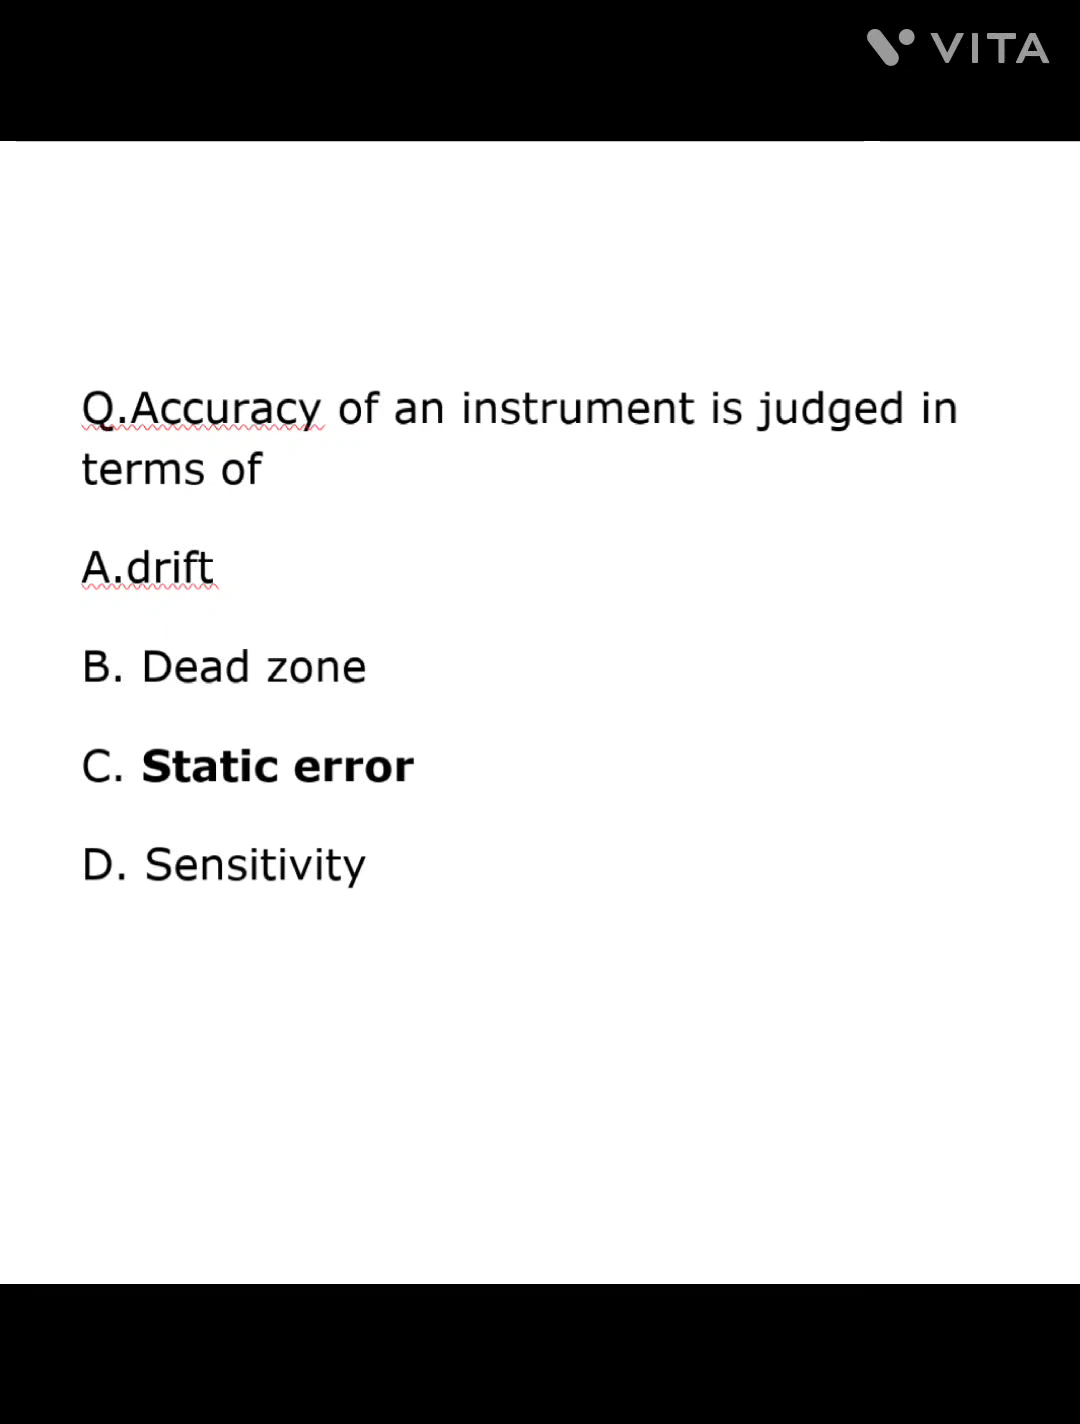 VITA
Q.Accuracy of an instrument is judged in
terms of
A.drift
B. Dead zone
C. Static error
D. Sensitivity